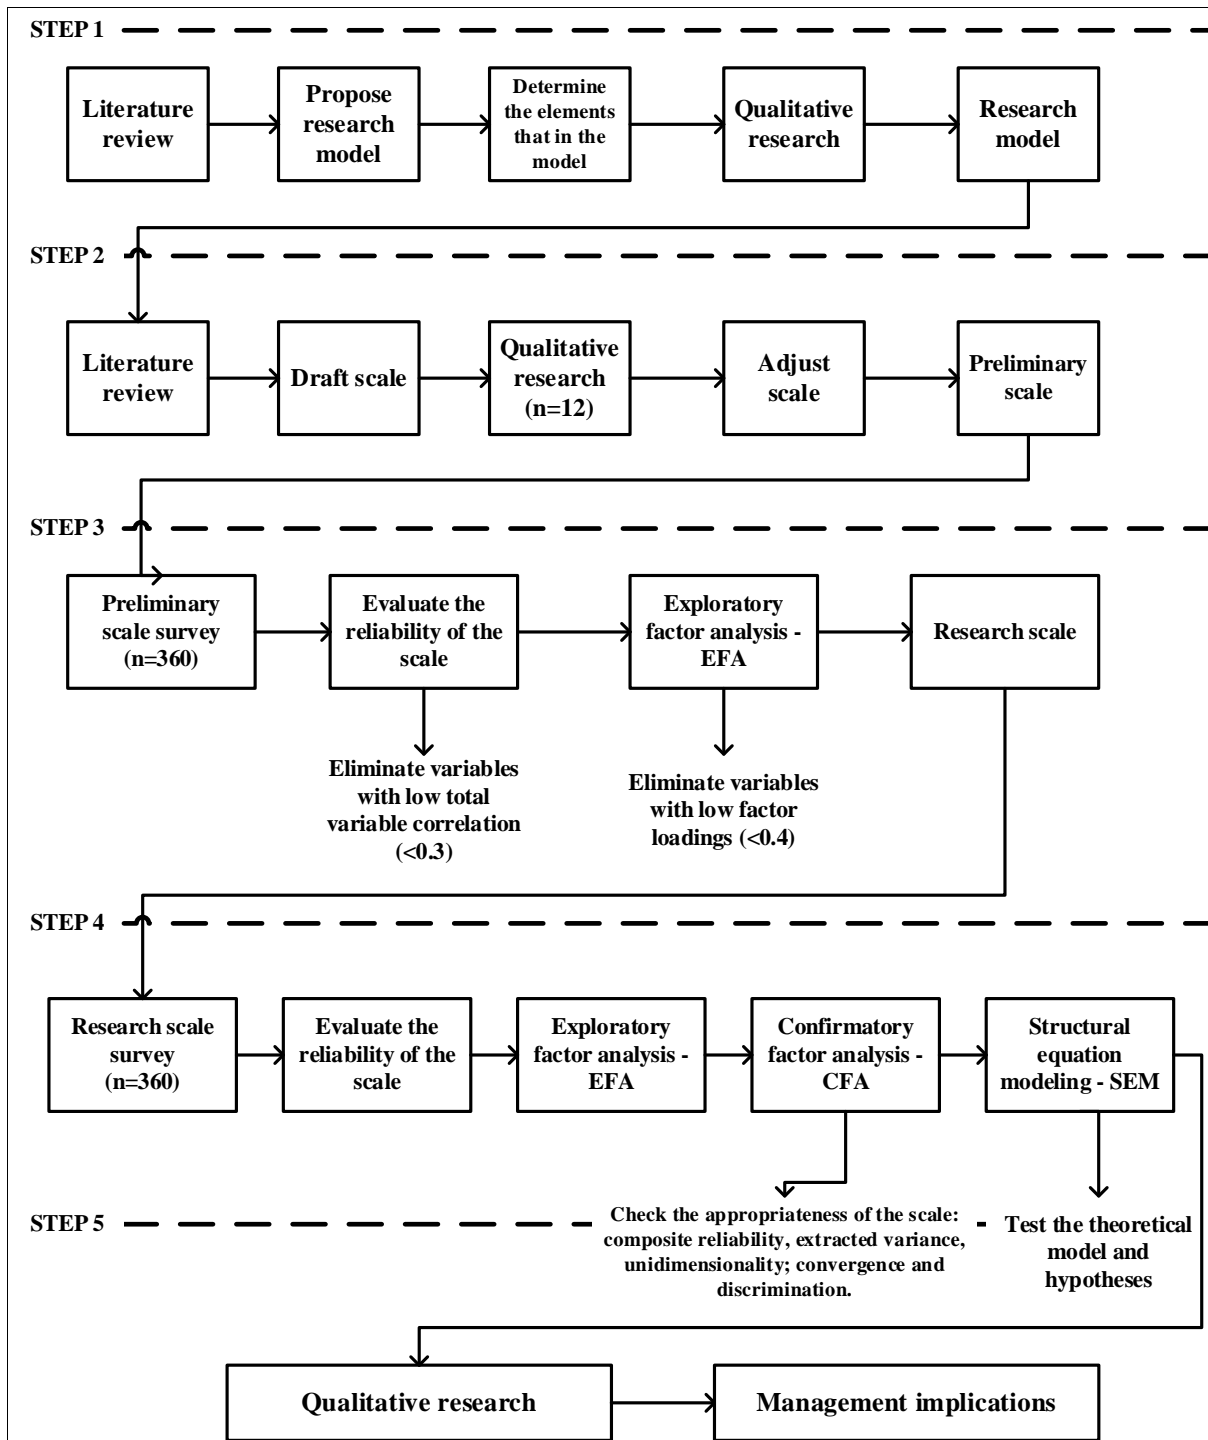 STEP 1
Literature
review
Propose
research
model
Determine
the elements
that in the
model
Qualitative
research
Research
model
STEP 2
Literature
review
Draft scale
Qualitative
research
(n=12)
Adjust
scale
Preliminary
scale
STEP 3
Preliminary
scale survey
(n=360)
Evaluate the
reliability of the
scale
Exploratory
factor analysis -
EFA
Research scale
Eliminate variables
with low total
variable correlation
(<0.3)
Eliminate variables
with low factor
loadings (<0.4)
STEP 4
Research scale
survey
(n=360)
Evaluate the
reliability of the
scale
Exploratory
factor analysis -
EFA
Confirmatory
factor analysis -
CFA
Structural
equation
modeling - SEM
STEP 5
Check the appropriateness of the scale:
composite reliability, extracted variance,
unidimensionality; convergence and
discrimination.
Test the theoretical
model and
hypotheses
Qualitative research
Management implications